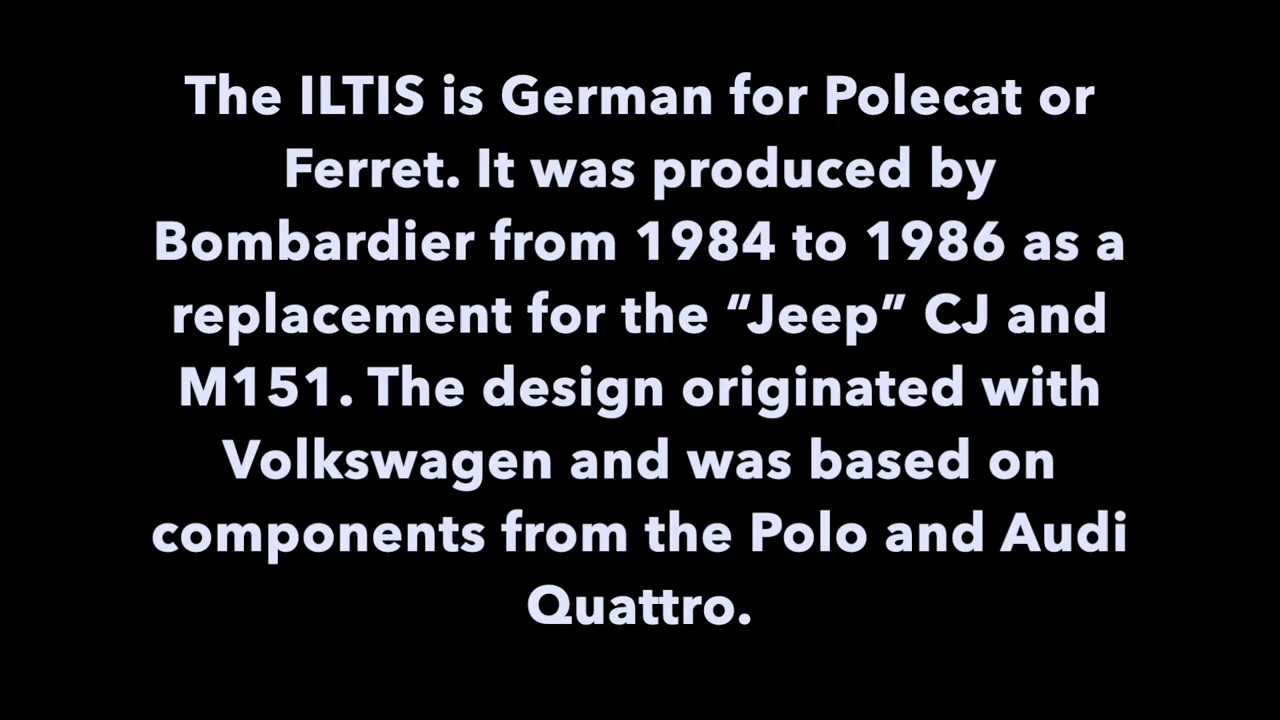 The ILTIS is German for Polecat or
Ferret. It was produced by
Bombardier from 1984 to 1986 as a
replacement for the “Jeep” CJ and
M151. The design originated with
Volkswagen and was based on
components from the Polo and Audi
Quattro.